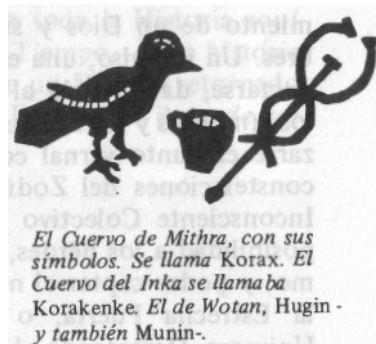 El Cuervo de Mithra, con sus
símbolos. Se llama Korax. El
Cuervo del Inka se llamaba
Korakenke. El de Wotan, Hugin -
y también Munin-.